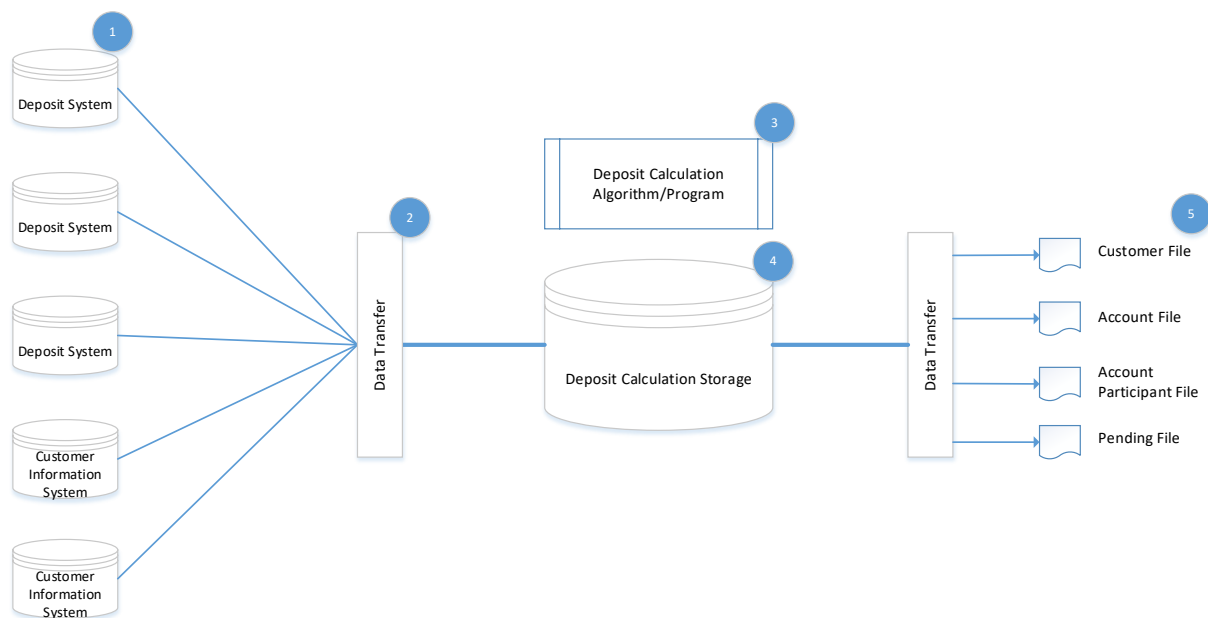 1
Deposit System
Deposit System
Deposit System
Customer
Information
System
Customer
Information
System
2
Data Transfer
3
Deposit Calculation
Algorithm/Program
4
Deposit Calculation Storage
Data Transfer
5
Customer File
Account File
Account
Participant File
Pending File